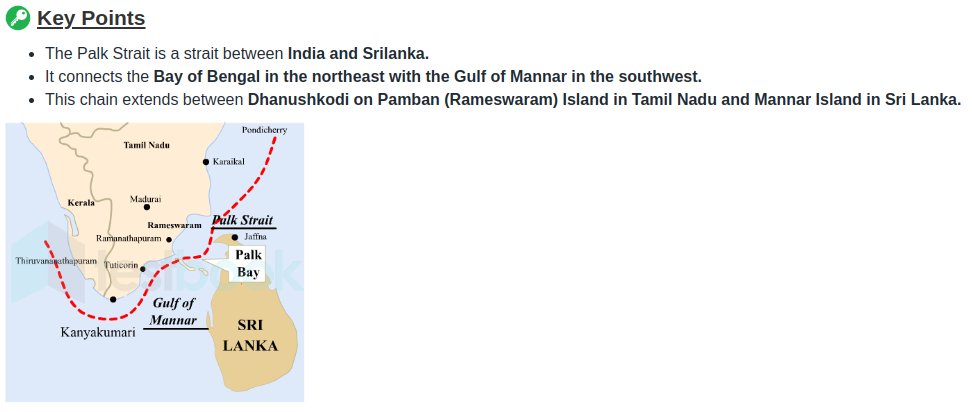 Key Points
The Palk Strait is a strait between India and Srilanka.
It connects the Bay of Bengal in the northeast with the Gulf of Mannar in the southwest.
This chain extends between Dhanushkodi on Pamban (Rameswaram) Island in Tamil Nadu and Mannar Island in Sri Lanka.
Pondicherry
Tamil Nadu
Karaikal
Madurai
Kerala
Palk Strait
Rameswaram
Ramanathapuram
Jaffna
Palk
Bay
Thiruvananathapuram
Tuticorin
testbook
Gulf of
Mannar
Kanyakumari
SRI
LANKA